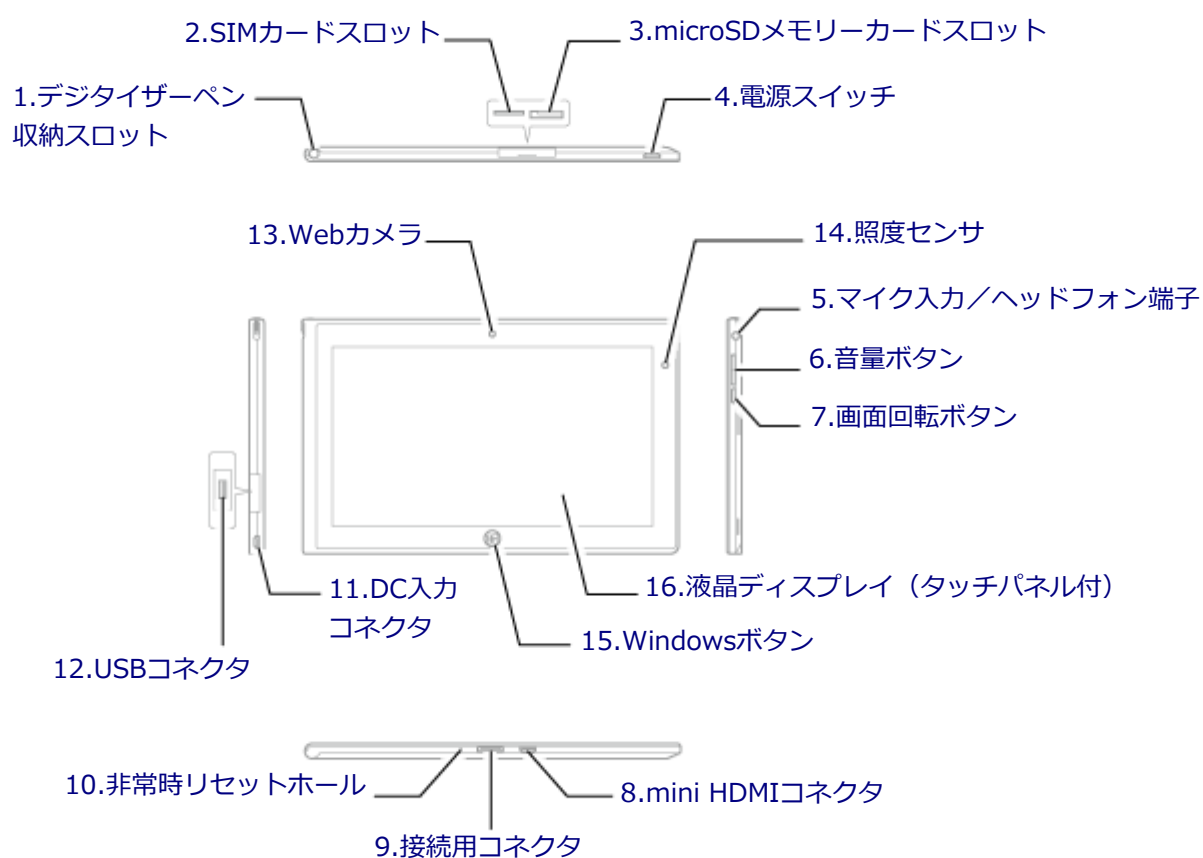 2.SIMカードスロット
3.microSDメモリーカードスロット
1.デジタイザーペン
収納スロット
4.電源スイッチ
13.Webカメラ
14.照度センサ
5.マイク入力／ヘッドフォン端子
6.音量ボタン
7.画面回転ボタン
11.DC入力
コネクタ
16.液晶ディスプレイ（タッチパネル付）
15.Windowsボタン
12.USBコネクタ
10.非常時リセットホール
8.mini HDMIコネクタ
9.接続用コネクタ